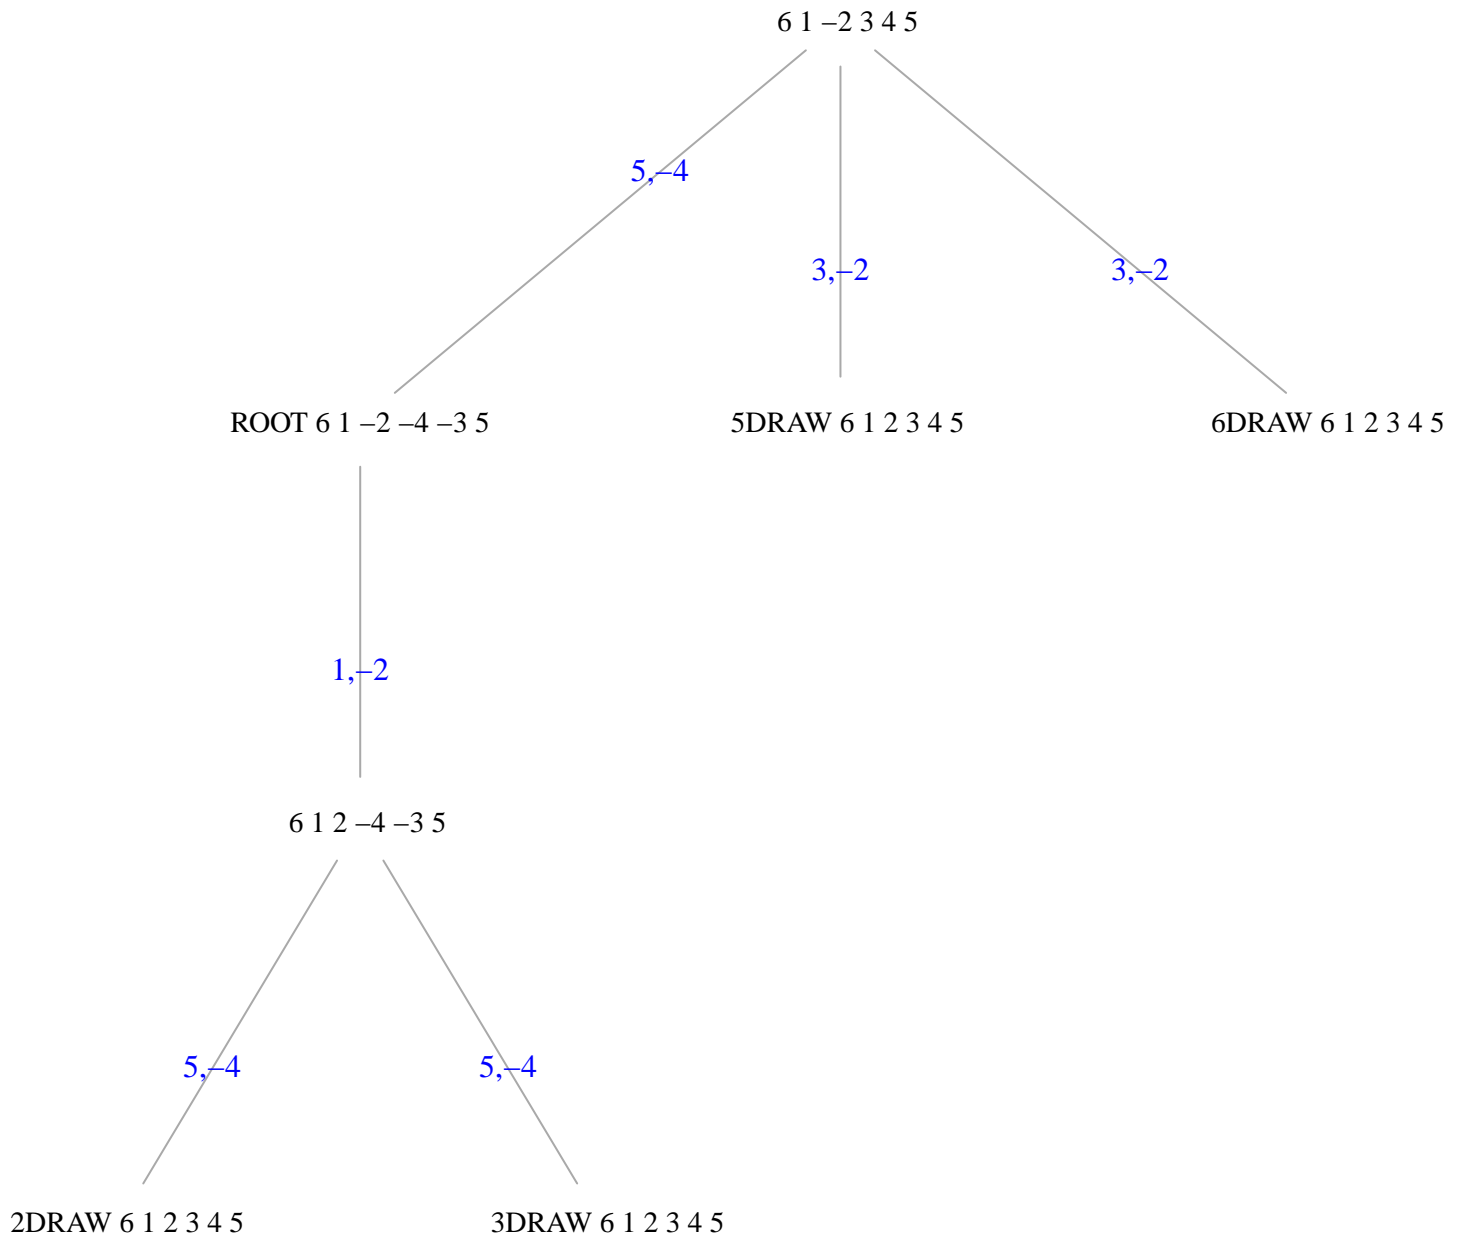 6 1 –2 3 4 5
5,–4
3,–2
3,–2
ROOT 6 1 –2 –4 –3 5
5DRAW 6 1 2 3 4 5
6DRAW 6 1 2 3 4 5
1,–2
6 1 2 –4 –3 5
5,–4
5,–4
2DRAW 6 1 2 3 4 5
3DRAW 6 1 2 3 4 5